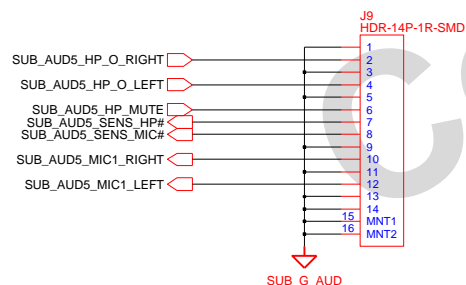 J9
HDR-14P-1R-SMD
1
SUB_AUD5_HP_O_RIGHT 2
3
SUB_AUD5_HP_O_LEFT 4
5
SUB_AUD5_HP_MUTE 6
SUB_AUD5_SENS_HP# 7
SUB_AUD5_SENS_MIC# 8
9
SUB_AUD5_MIC1_RIGHT 10
11
SUB_AUD5_MIC1_LEFT 12
13
14
15 MNT1
16 MNT2
SUB_G_AUD